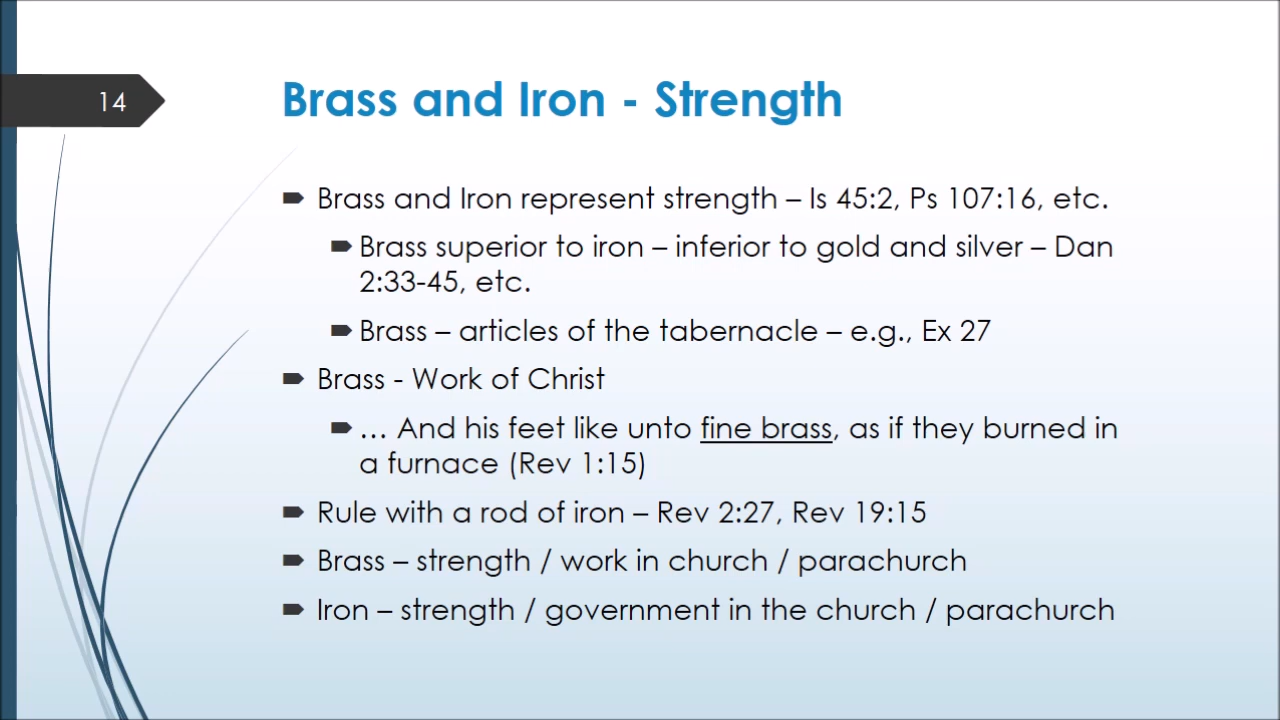 14
Brass and Iron - Strength
Brass and Iron represent strength – Is 45:2, Ps 107:16, etc.
Brass superior to iron – inferior to gold and silver – Dan
2:33-45, etc.
Brass – articles of the tabernacle – e.g., Ex 27
Brass - Work of Christ
… And his feet like unto fine brass, as if they burned in
a furnace (Rev 1:15)
Rule with a rod of iron – Rev 2:27, Rev 19:15
Brass – strength / work in church / parachurch
Iron – strength / government in the church / parachurch